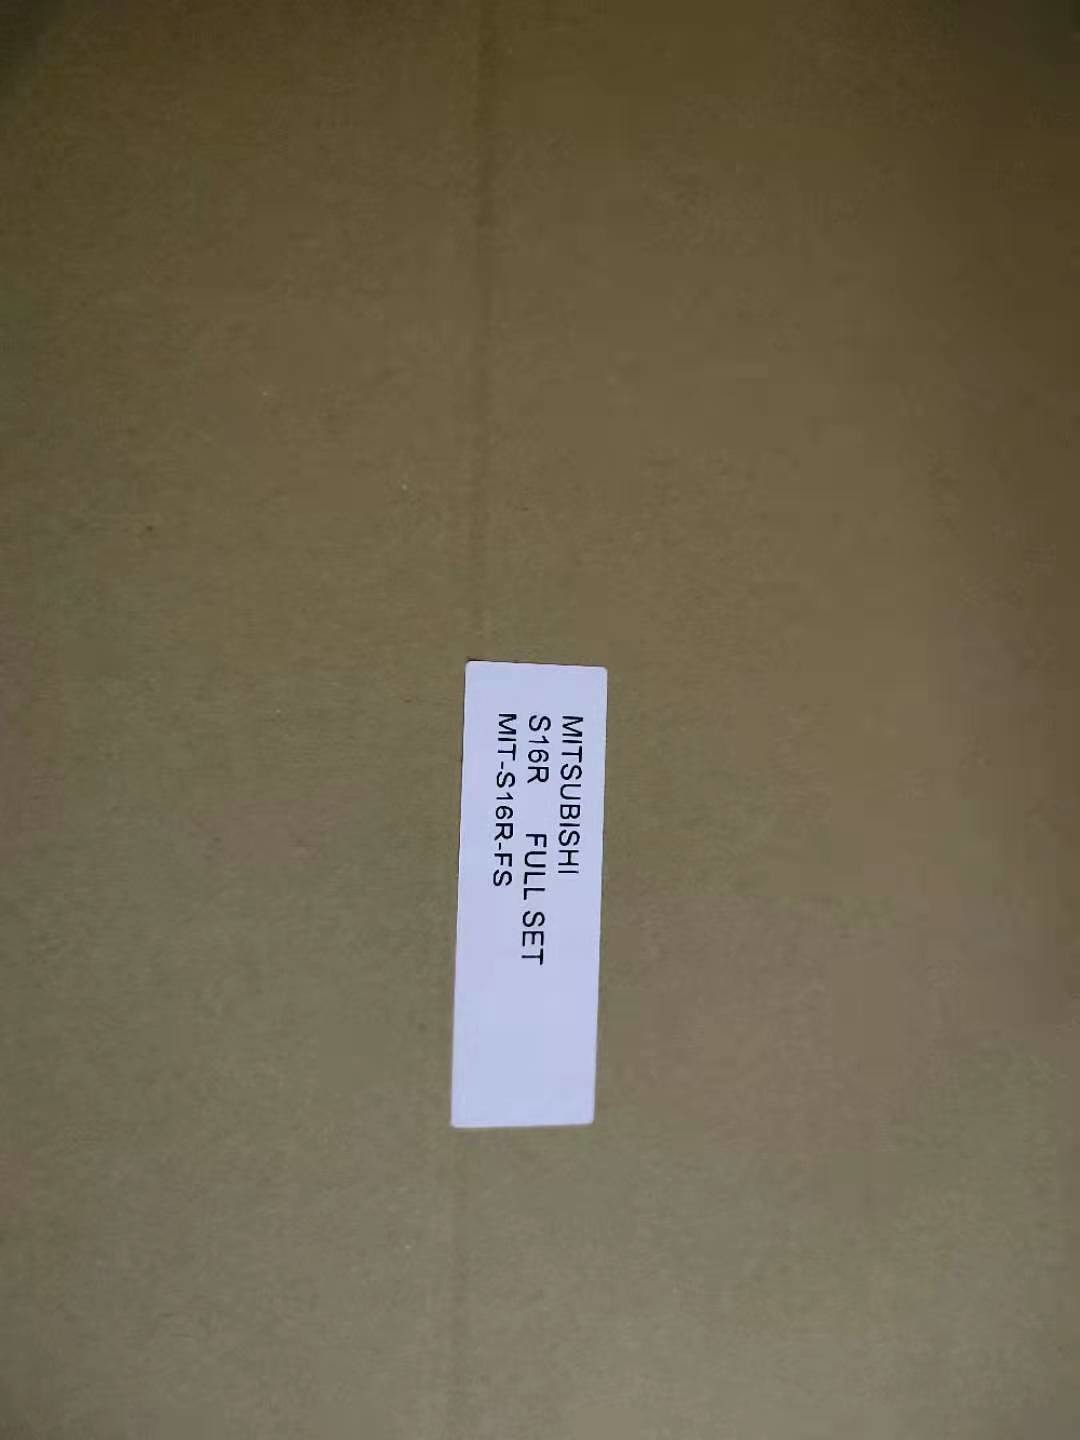 MITSUBISHI
S16R FULL SET
MIT-S16R-FS